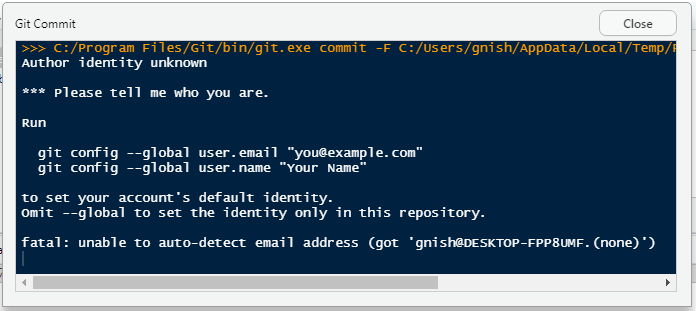 Git Commit
Close
>>> C:/Program Files/Git/bin/git.exe commit -F C:/Users/gnish/AppData/Local/Temp/
Author identity unknown
*** Please tell me who you are.
Run
git config --global user.email "you@example.com"
git config --global user.name "Your Name"
to set your account's default identity.
Omit --global to set the identity only in this repository.
fatal: unable to auto-detect email address (got 'gnish@DESKTOP-FPP8UMF.(none)')